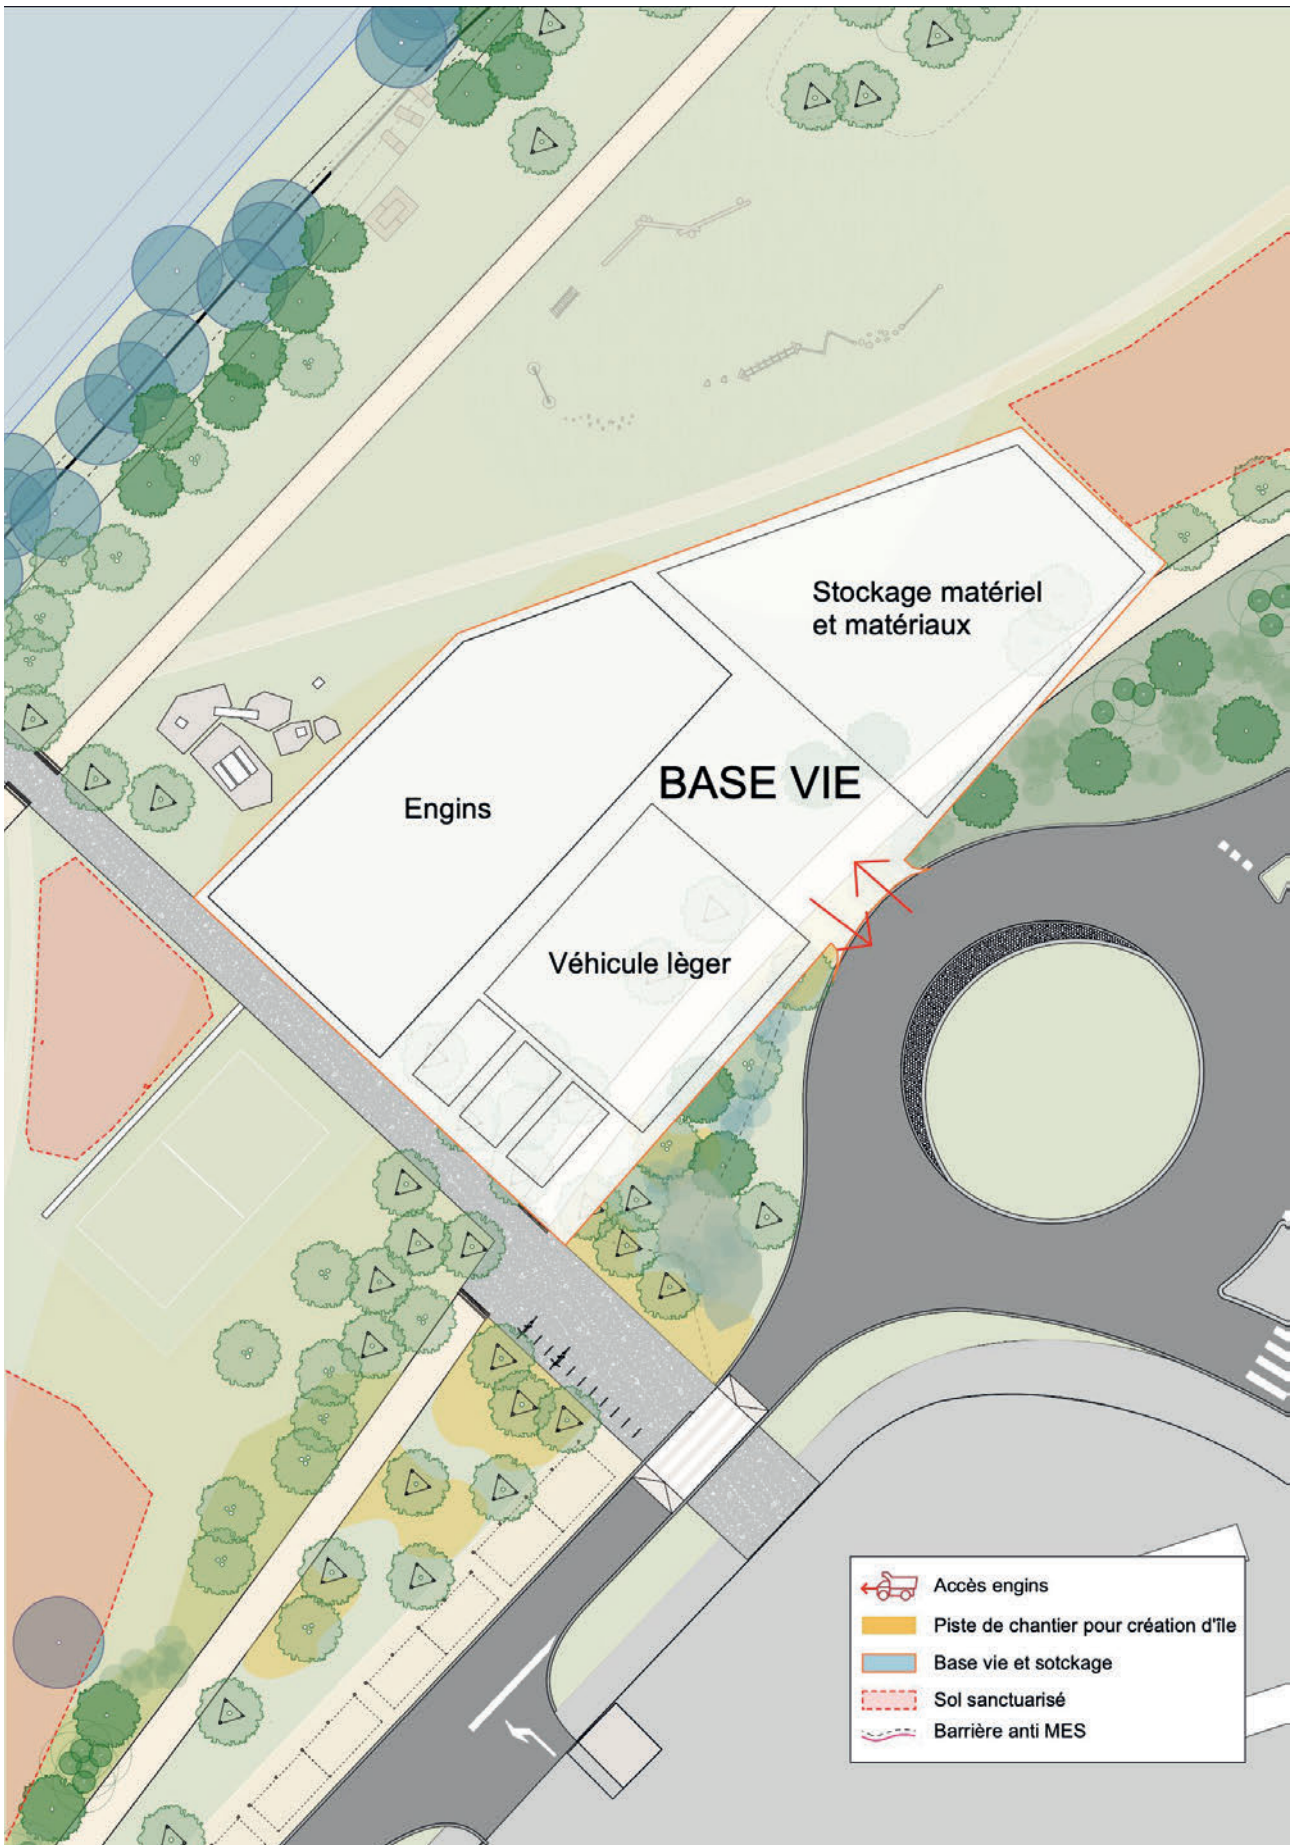 Stockage matériel
et matériaux
BASE VIE
Engins
Véhicule lèger
Accès engins
Piste de chantier pour création d'île
Base vie et sotckage
Sol sanctuarisé
Barrière anti MES